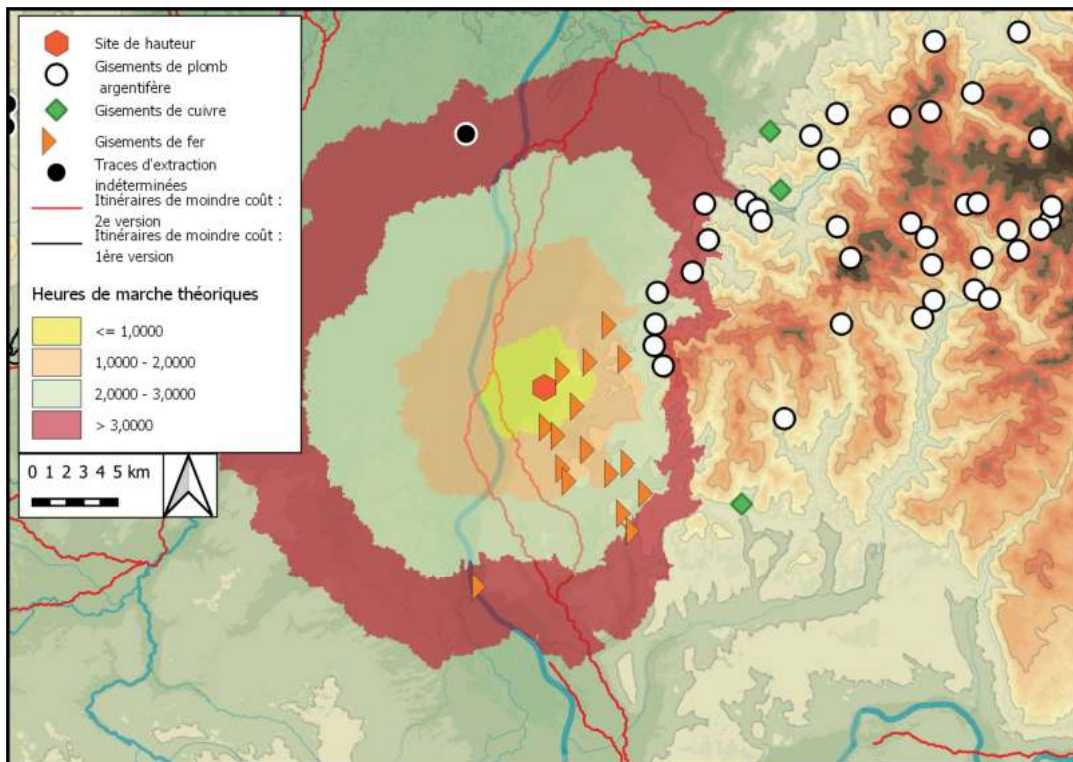 Site de hauteur
Gisements de plomb
argentifère
Gisements de cuivre
Gisements de fer
Traces d'extraction
indéterminées
Itinéraires de moindre coût :
2e version
Itinéraires de moindre coût :
1ère version
Heures de marche théoriques
<= 1,0000
1,0000 - 2,0000
2,0000 - 3,0000
> 3,0000
0 1 2 3 4 5 km